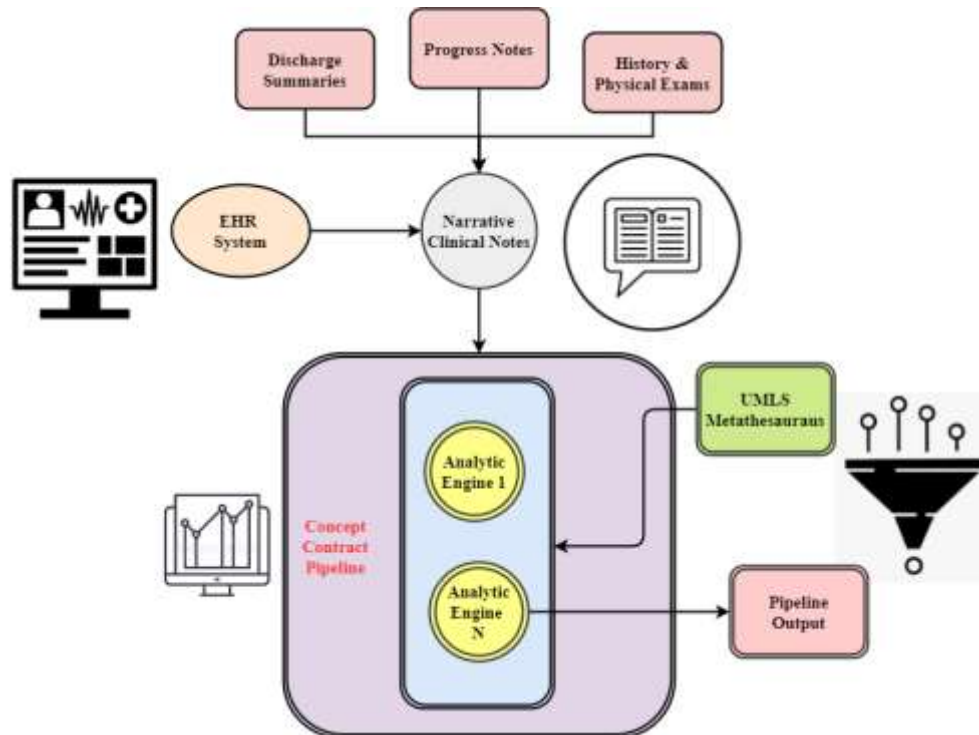 Progress Notes
Discharge
Summaries
History &
Physical Exams
EHR
System
Narrative
Clinical Notes
UMLS
Metathesauraus
Analytic
Engine 1
Concept
Contract
Pipeline
Analytic
Engine
N
Pipeline
Output